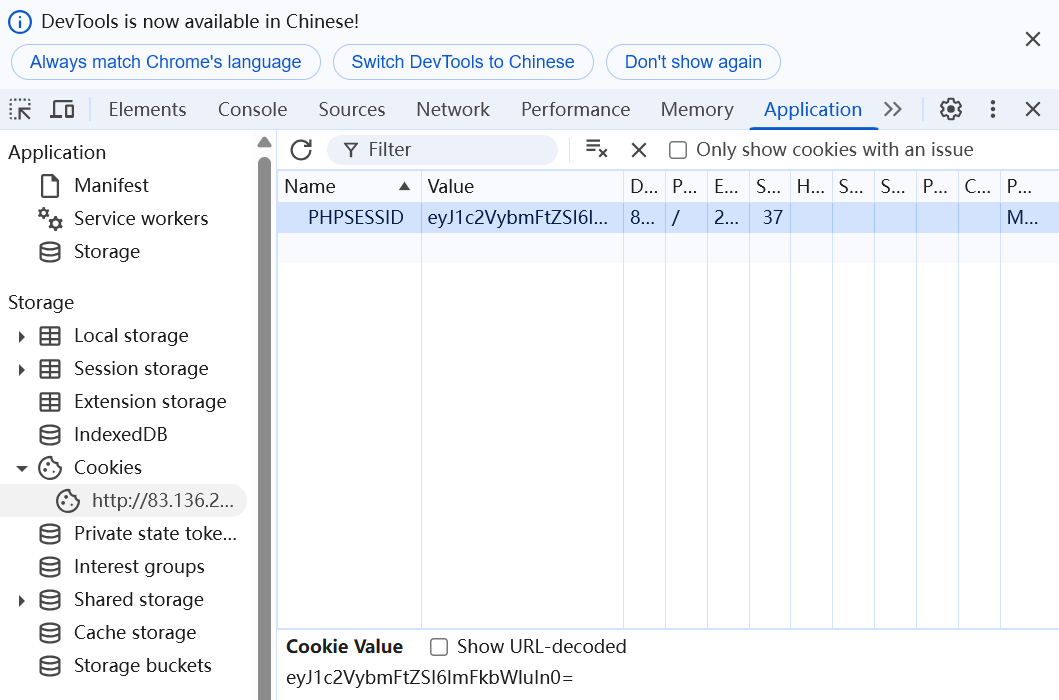 DevTools is now available in Chinese!
Always match Chrome's language
Switch DevTools to Chinese
Don't show again
Elements Console Sources Network Performance Memory Application
Application
Manifest
Service workers
Storage
Storage
Local storage
Session storage
Extension storage
IndexedDB
Cookies
http://83.136.2...
Private state toke...
Interest groups
Shared storage
Cache storage
Storage buckets
Filter Only show cookies with an issue
Name Value D... P... E... S... H... S... S... P... C... P...
PHPSESSID eyJ1c2VybmFtZSI6I... 8... / 2... 37 M...
Cookie Value Show URL-decoded
eyJ1c2VybmFtZSI6ImFkbWluIn0=